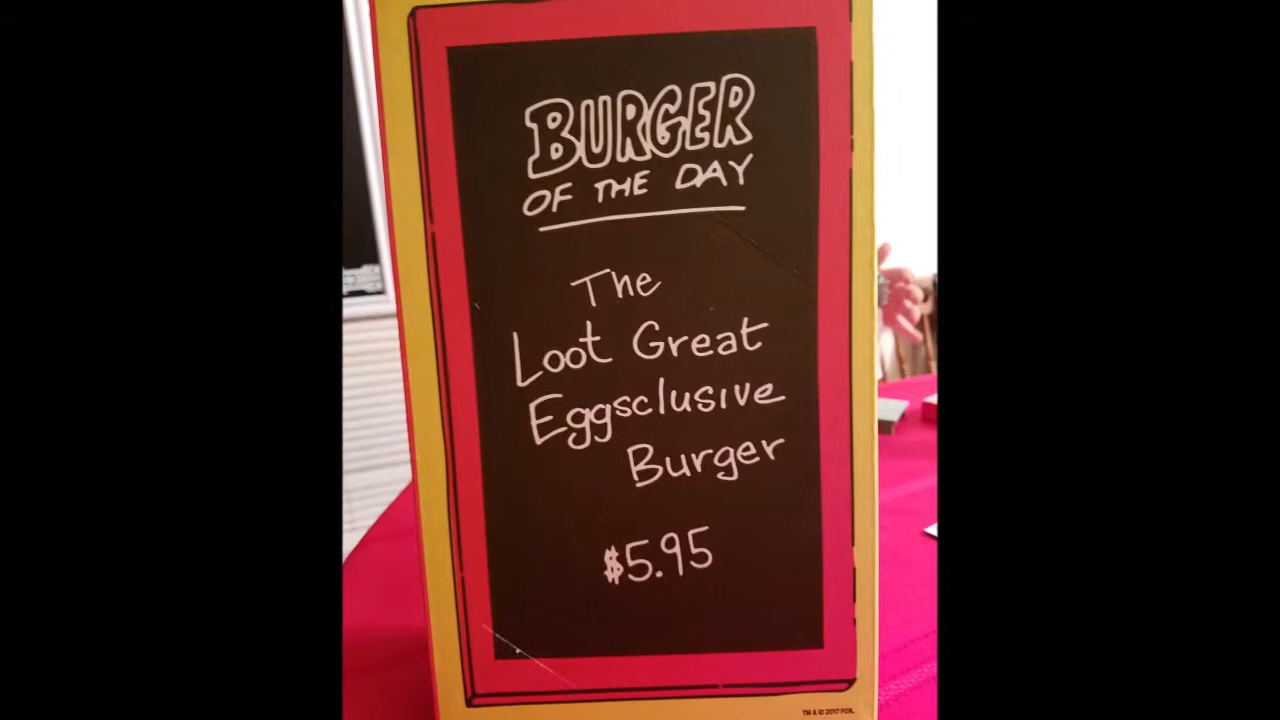 BURGER
OF THE DAY
The
Loot Great
Eggsclusive
Burger
$5.95
TM & © 2017 FOX.